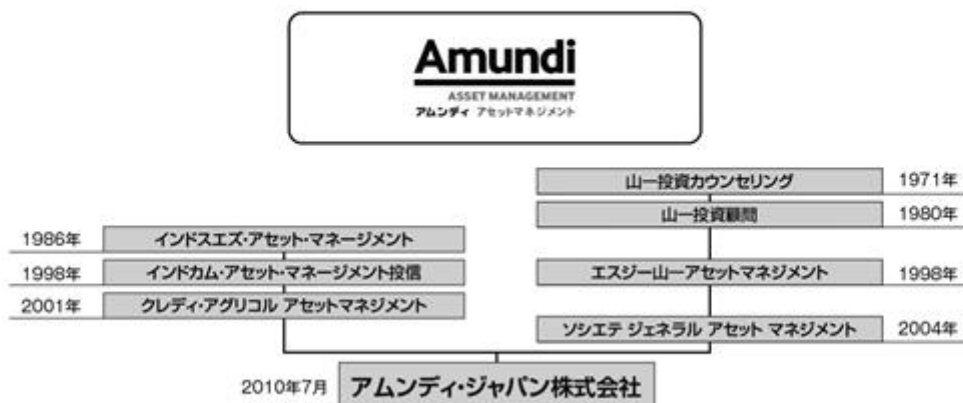 Amundi
ASSET MANAGEMENT
アムンディ アセットマネジメント
山一投資カウンセリング 1971年
山一投資顧問 1980年
1986年 インドスエズ・アセット・マネージメント
1998年 インドカム・アセット・マネージメント投信 エスジー山一アセットマネジメント 1998年
2001年 クレディ・アグリコル アセットマネジメント
ソシエテ ジェネラル アセット マネジメント 2004年
2010年7月 アムンディ・ジャパン株式会社